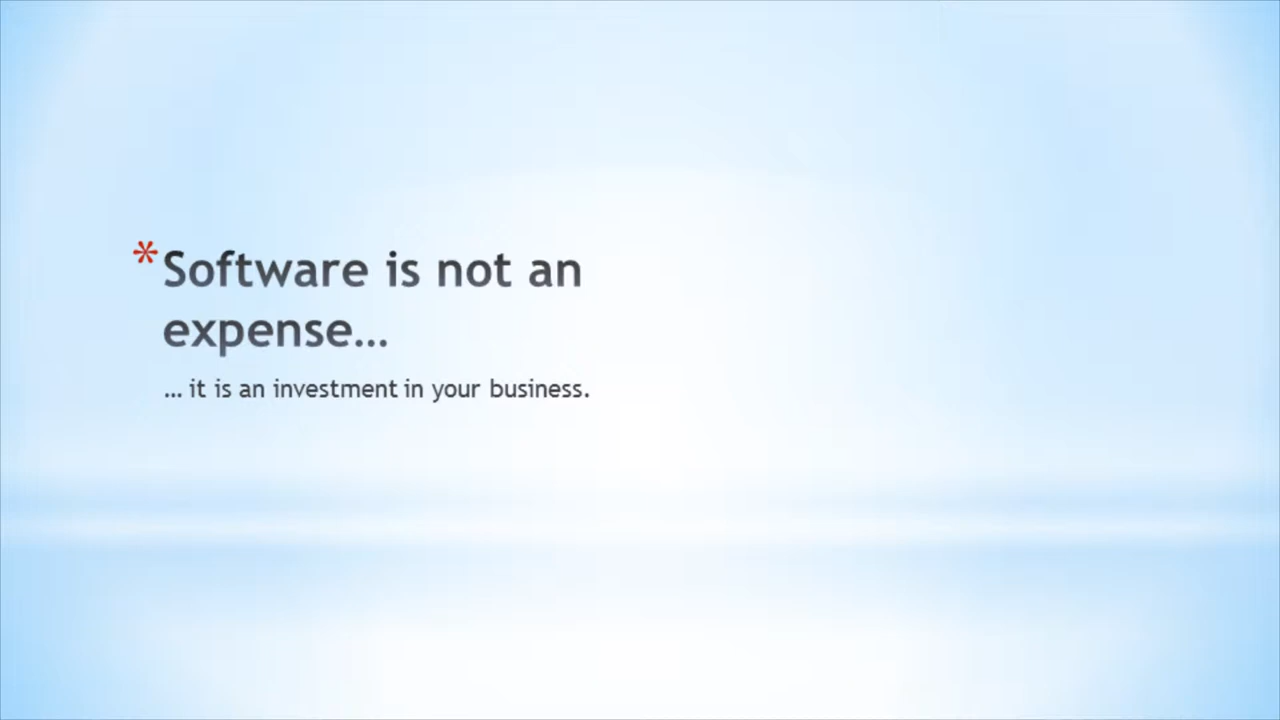 *Software is not an
expense…
… it is an investment in your business.